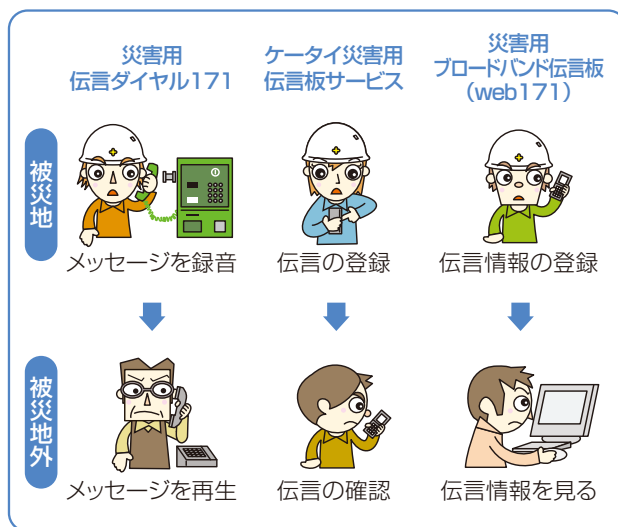 災害用
伝言ダイヤル171
ケータイ災害用
伝言板サービス
災害用
ブロードバンド伝言板
(web171)
被災地
メッセージを録音
伝言の登録
伝言情報の登録
被災地外
メッセージを再生
伝言の確認
伝言情報を見る